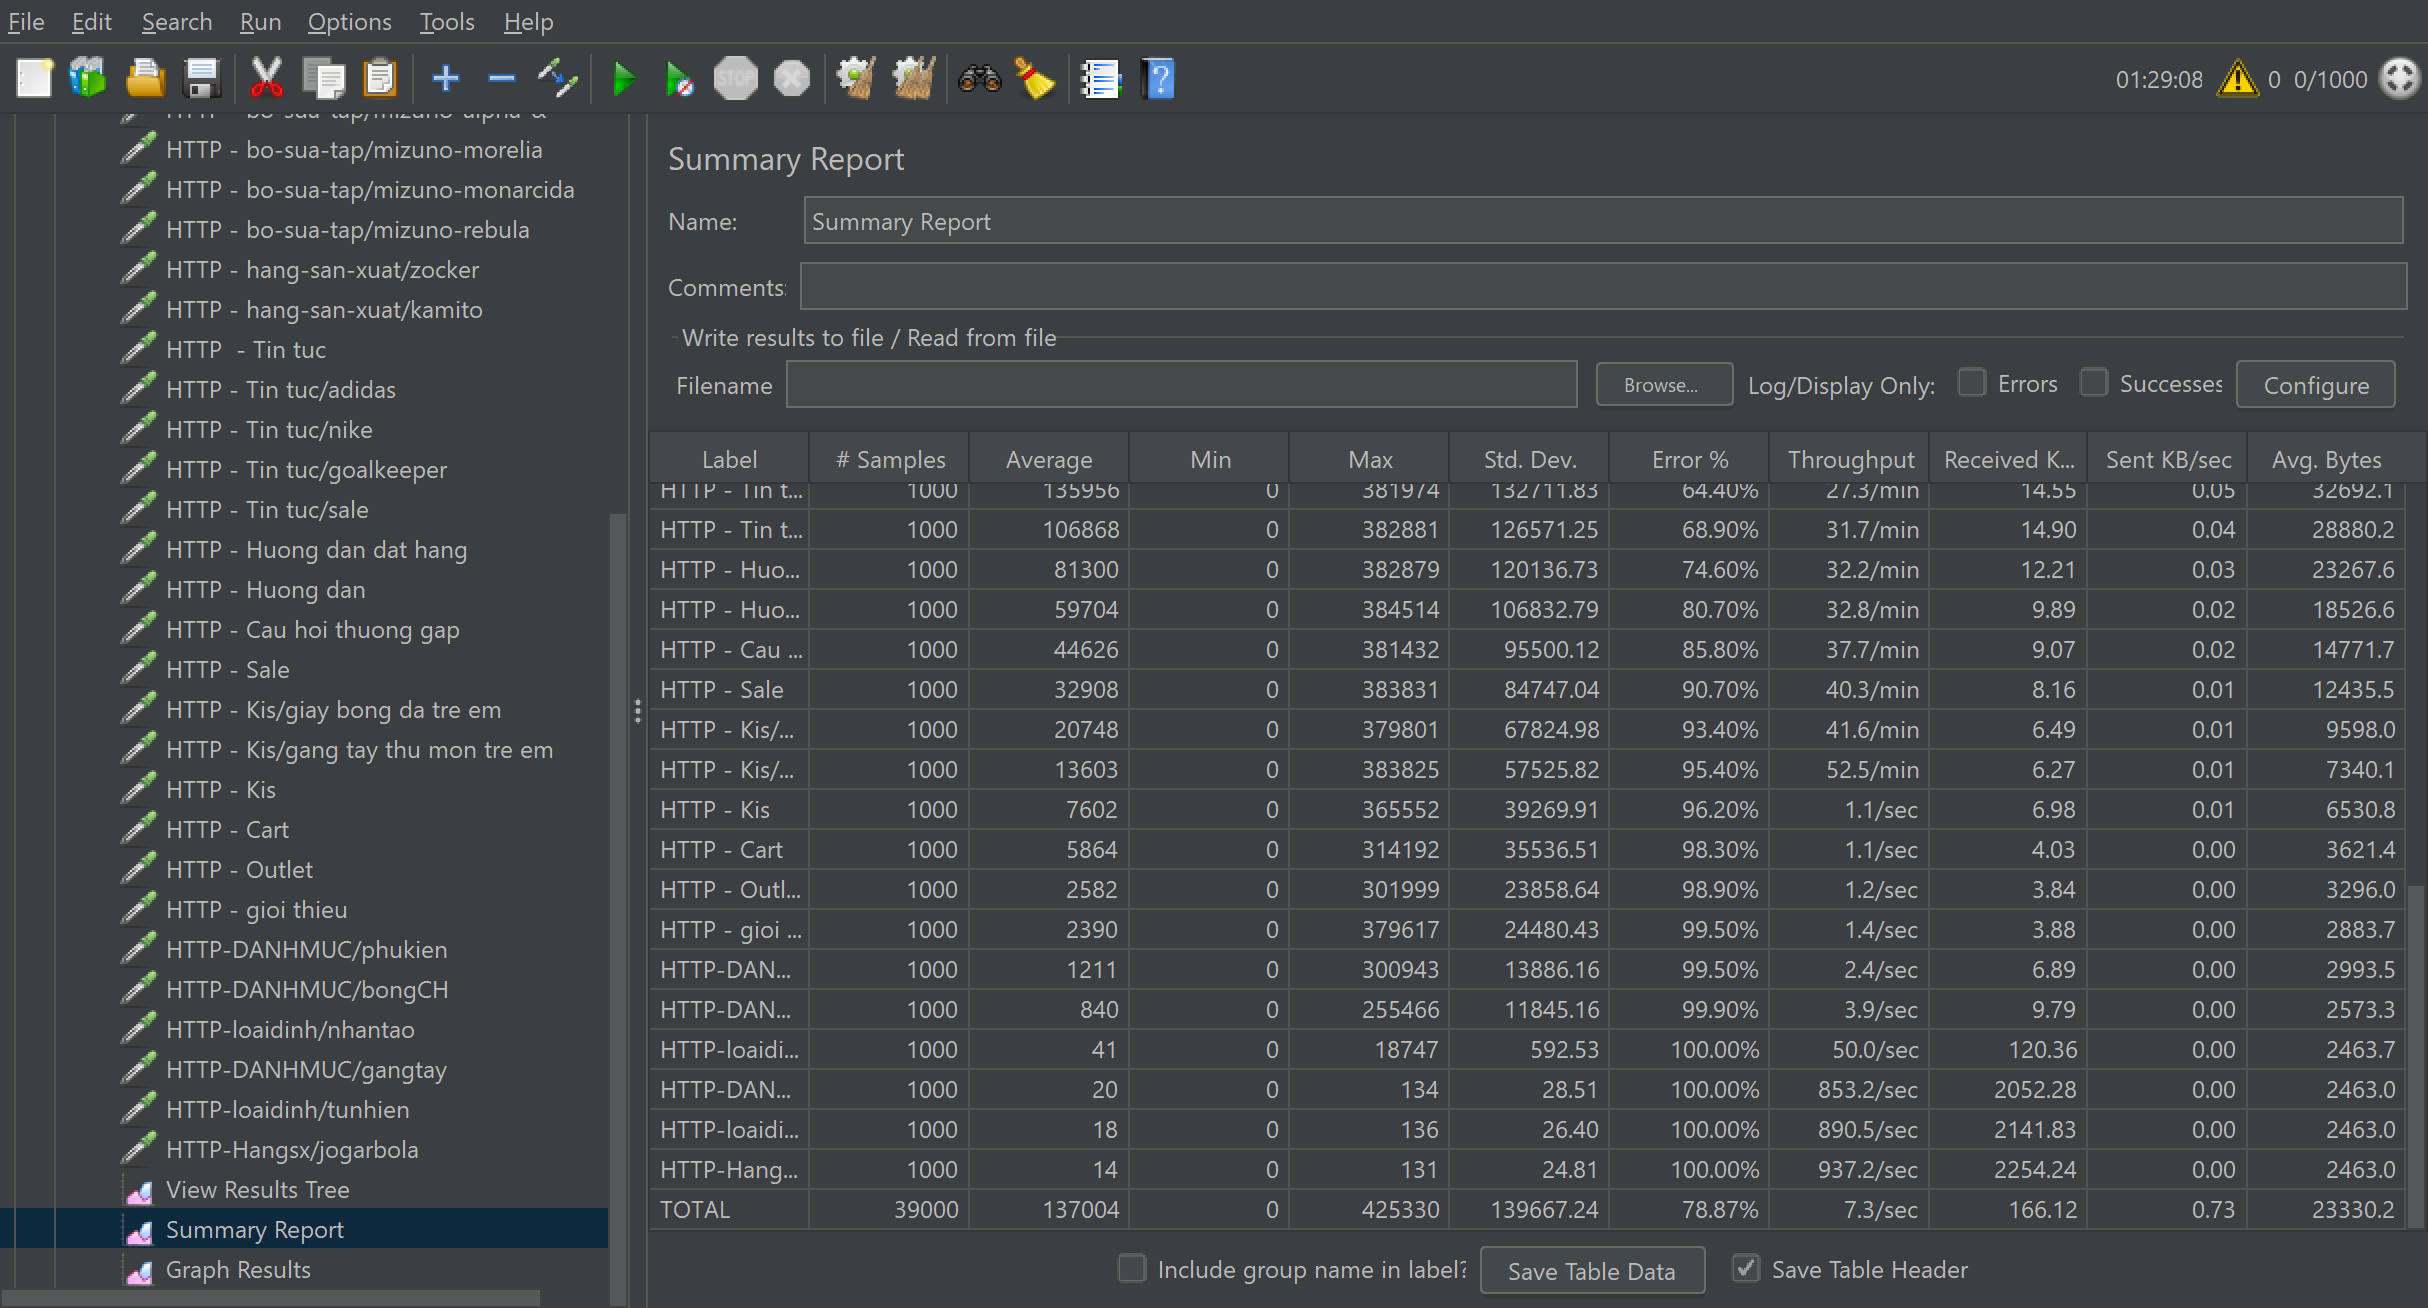 File Edit Search Run Options Tools Help
STOP
01:29:08 0 0/1000
HTTP - bo-sua-tap/mizuno-alpha-x
HTTP - bo-sua-tap/mizuno-morelia
HTTP - bo-sua-tap/mizuno-monarcida
HTTP - bo-sua-tap/mizuno-rebula
HTTP - hang-san-xuat/zocker
HTTP - hang-san-xuat/kamito
HTTP - Tin tuc
HTTP - Tin tuc/adidas
HTTP - Tin tuc/nike
HTTP - Tin tuc/goalkeeper
HTTP - Tin tuc/sale
HTTP - Huong dan dat hang
HTTP - Huong dan
HTTP - Cau hoi thuong gap
HTTP - Sale
HTTP - Kis/giay bong da tre em
HTTP - Kis/gang tay thu mon tre em
HTTP - Kis
HTTP - Cart
HTTP - Outlet
HTTP - gioi thieu
HTTP-DANHMUC/phukien
HTTP-DANHMUC/bongCH
HTTP-loaidinh/nhantao
HTTP-DANHMUC/gangtay
HTTP-loaidinh/tunhien
HTTP-Hangsx/jogarbola
View Results Tree
Summary Report
Graph Results
Summary Report
Name: Summary Report
Comments:
Write results to file / Read from file
Filename Browse... Log/Display Only: Errors Successes Configure
Label # Samples Average Min Max Std. Dev. Error % Throughput Received K... Sent KB/sec Avg. Bytes
HTTP - Tin t... 1000 135956 0 381974 132711.83 64.40% 27.3/min 14.55 0.05 32692.1
HTTP - Tin t... 1000 106868 0 382881 126571.25 68.90% 31.7/min 14.90 0.04 28880.2
HTTP - Huo... 1000 81300 0 382879 120136.73 74.60% 32.2/min 12.21 0.03 23267.6
HTTP - Huo... 1000 59704 0 384514 106832.79 80.70% 32.8/min 9.89 0.02 18526.6
HTTP - Cau ... 1000 44626 0 381432 95500.12 85.80% 37.7/min 9.07 0.02 14771.7
HTTP - Sale 1000 32908 0 383831 84747.04 90.70% 40.3/min 8.16 0.01 12435.5
HTTP - Kis/... 1000 20748 0 379801 67824.98 93.40% 41.6/min 6.49 0.01 9598.0
HTTP - Kis/... 1000 13603 0 383825 57525.82 95.40% 52.5/min 6.27 0.01 7340.1
HTTP - Kis 1000 7602 0 365552 39269.91 96.20% 1.1/sec 6.98 0.01 6530.8
HTTP - Cart 1000 5864 0 314192 35536.51 98.30% 1.1/sec 4.03 0.00 3621.4
HTTP - Outl... 1000 2582 0 301999 23858.64 98.90% 1.2/sec 3.84 0.00 3296.0
HTTP - gioi ... 1000 2390 0 379617 24480.43 99.50% 1.4/sec 3.88 0.00 2883.7
HTTP-DAN... 1000 1211 0 300943 13886.16 99.50% 2.4/sec 6.89 0.00 2993.5
HTTP-DAN... 1000 840 0 255466 11845.16 99.90% 3.9/sec 9.79 0.00 2573.3
HTTP-loaidi... 1000 41 0 18747 592.53 100.00% 50.0/sec 120.36 0.00 2463.7
HTTP-DAN... 1000 20 0 134 28.51 100.00% 853.2/sec 2052.28 0.00 2463.0
HTTP-loaidi... 1000 18 0 136 26.40 100.00% 890.5/sec 2141.83 0.00 2463.0
HTTP-Hang... 1000 14 0 131 24.81 100.00% 937.2/sec 2254.24 0.00 2463.0
TOTAL 39000 137004 0 425330 139667.24 78.87% 7.3/sec 166.12 0.73 23330.2
Include group name in label? Save Table Data Save Table Header